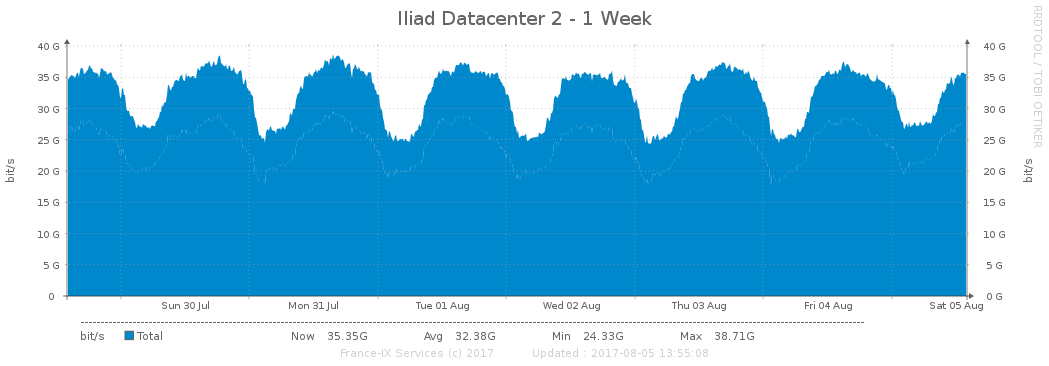 Iliad Datacenter 2 - 1 Week
RRDTOOL / TOBI OETIKER
40 G 40 G
35 G 35 G
30 G 30 G
25 G 25 G
20 G 20 G
15 G 15 G
10 G 10 G
5 G 5 G
0 0 G
bit/s bit/s
Sun 30 Jul Mon 31 Jul Tue 01 Aug Wed 02 Aug Thu 03 Aug Fri 04 Aug Sat 05 Aug
bit/s Total Now 35.35G Avg 32.38G Min 24.33G Max 38.71G
France-IX Services (c) 2017 Updated : 2017-08-05 13:55:08